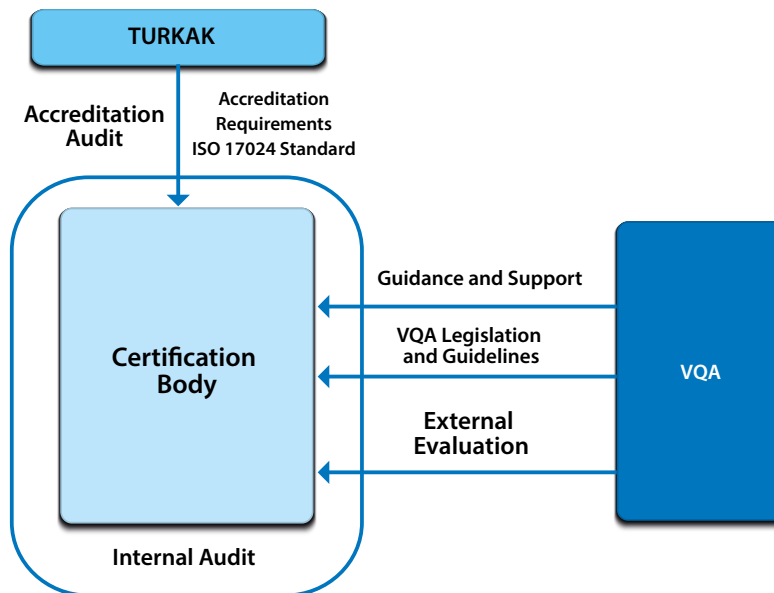 TURKAK
Accreditation
Audit
Accreditation
Requirements
ISO 17024 Standard
Certification
Body
Internal Audit
Guidance and Support
VQA Legislation
and Guidelines
External
Evaluation
VQA